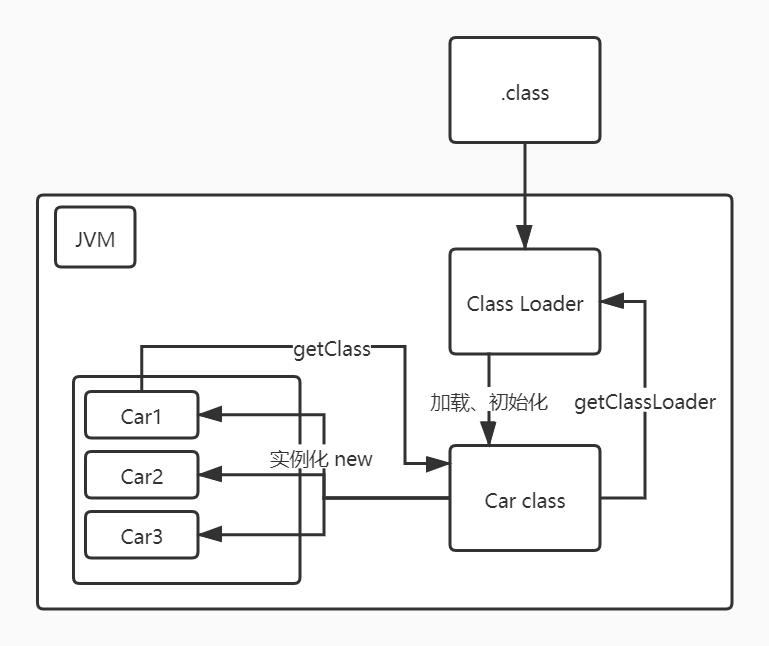 .class
JVM
Class Loader
getClass
加载、初始化
getClassLoader
Car1
实例化 new
Car2
Car class
Car3